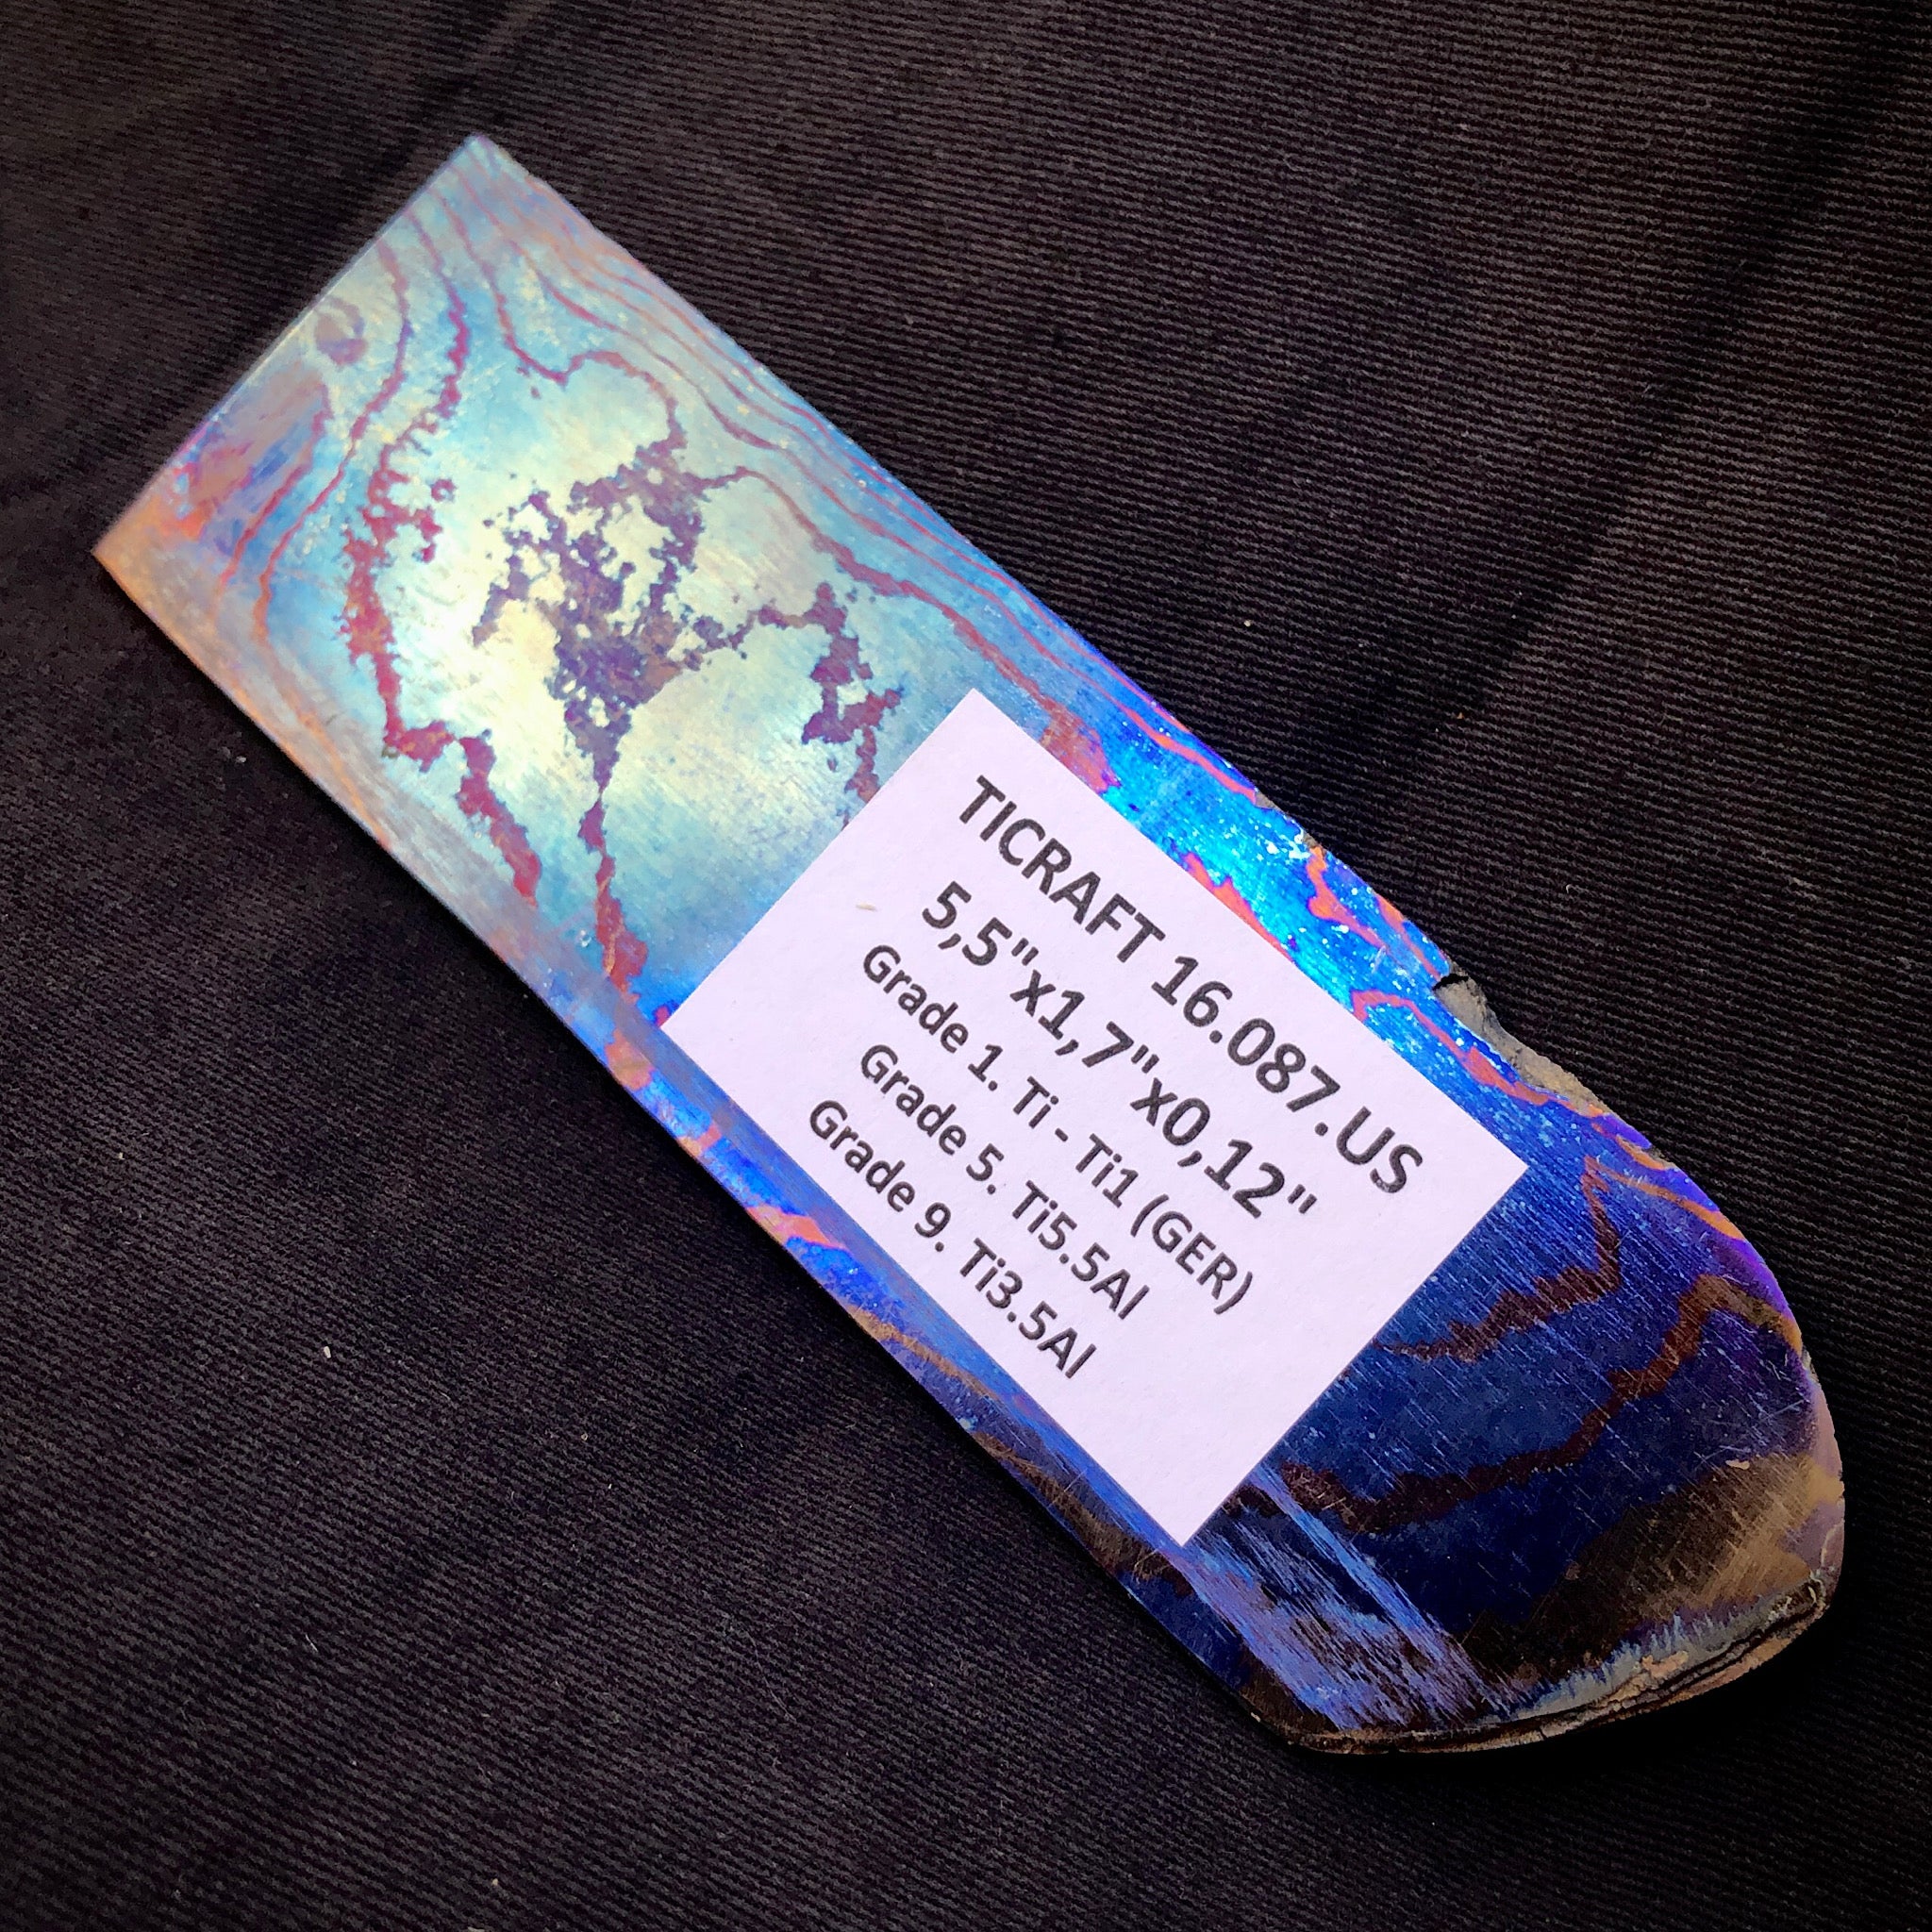 TICRAFT 16.087.US
5,5"x1,7"x0,12"
Grade 1. Ti - Ti1 (GER)
Grade 5. Ti5.5Al
Grade 9. Ti3.5Al